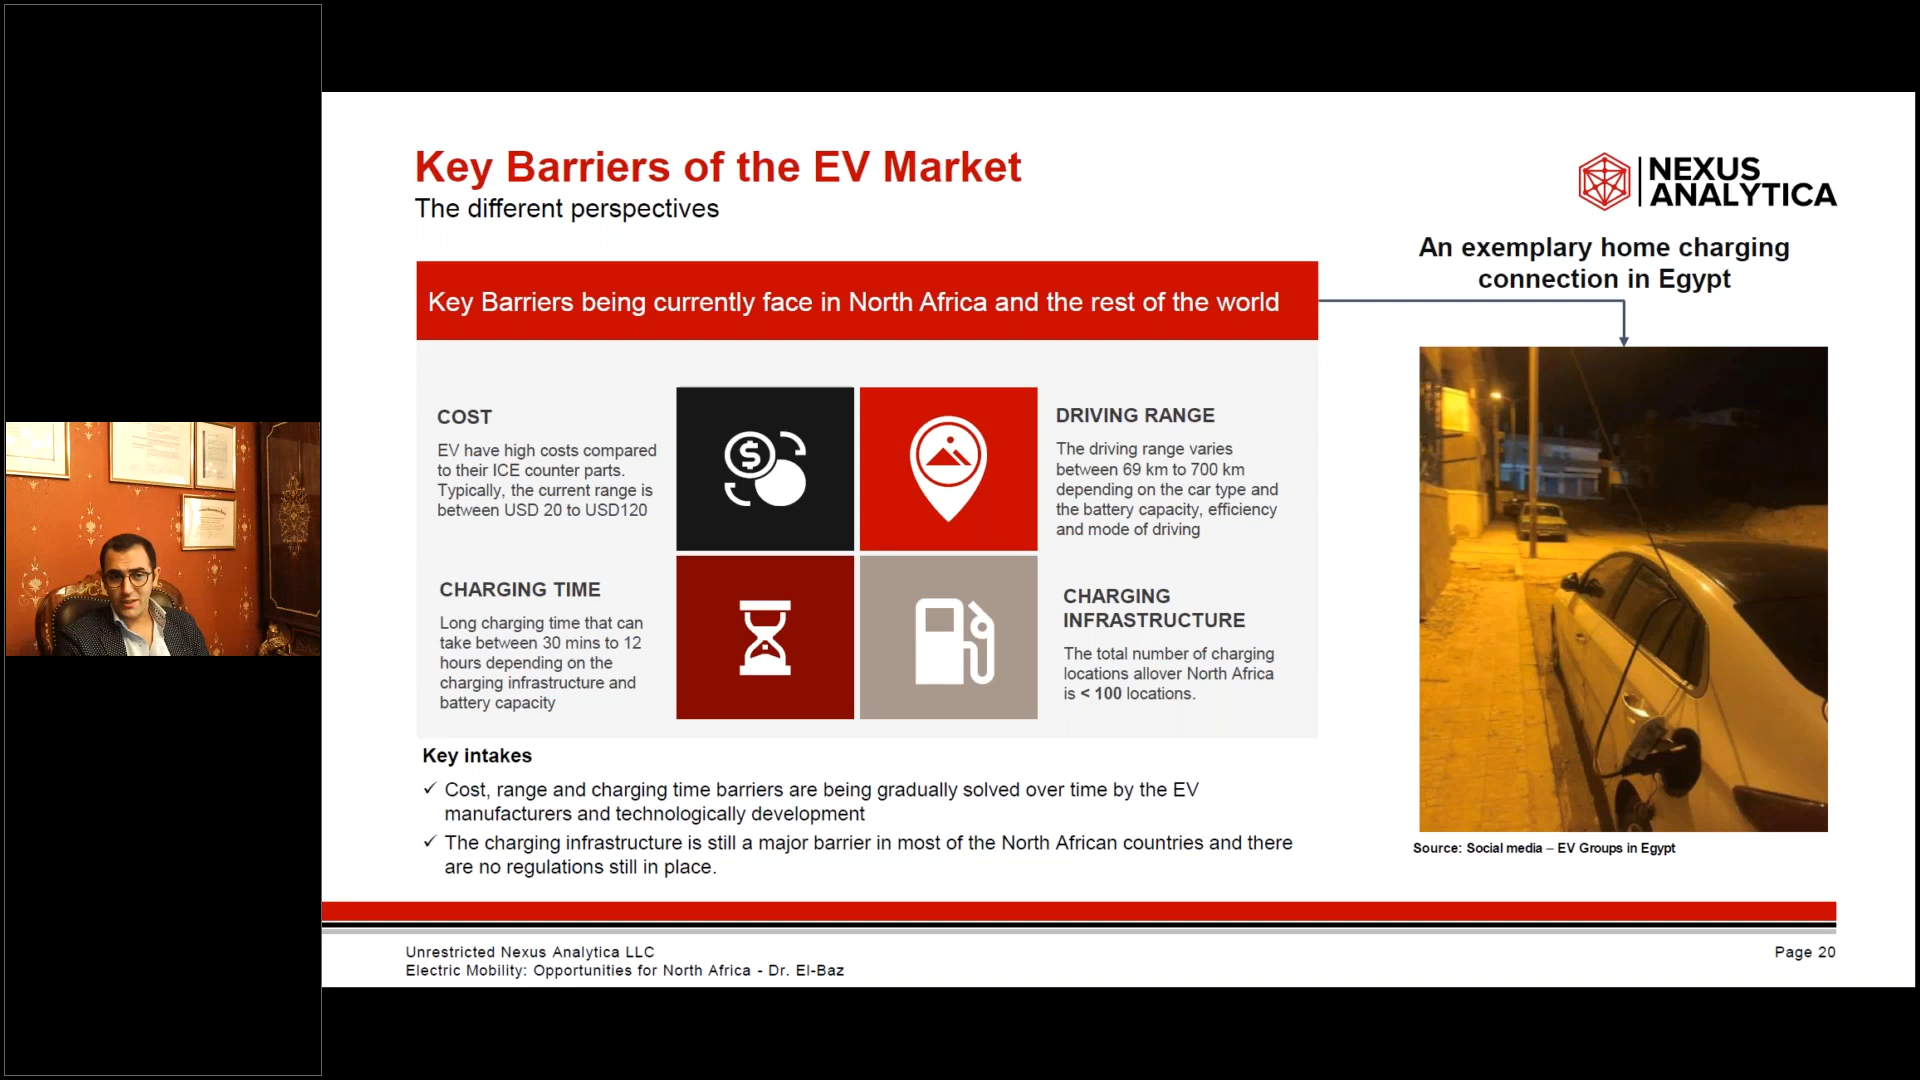 Key Barriers of the EV Market
The different perspectives
NEXUS
ANALYTICA
An exemplary home charging
connection in Egypt
Key Barriers being currently face in North Africa and the rest of the world
COST
EV have high costs compared
to their ICE counter parts.
Typically, the current range is
between USD 20 to USD120
DRIVING RANGE
The driving range varies
between 69 km to 700 km
depending on the car type and
the battery capacity, efficiency
and mode of driving
CHARGING TIME
Long charging time that can
take between 30 mins to 12
hours depending on the
charging infrastructure and
battery capacity
CHARGING
INFRASTRUCTURE
The total number of charging
locations allover North Africa
is < 100 locations.
Key intakes
✓ Cost, range and charging time barriers are being gradually solved over time by the EV
manufacturers and technologically development
✓ The charging infrastructure is still a major barrier in most of the North African countries and there
are no regulations still in place.
Source: Social media – EV Groups in Egypt
Unrestricted Nexus Analytica LLC
Electric Mobility: Opportunities for North Africa - Dr. El-Baz
Page 20